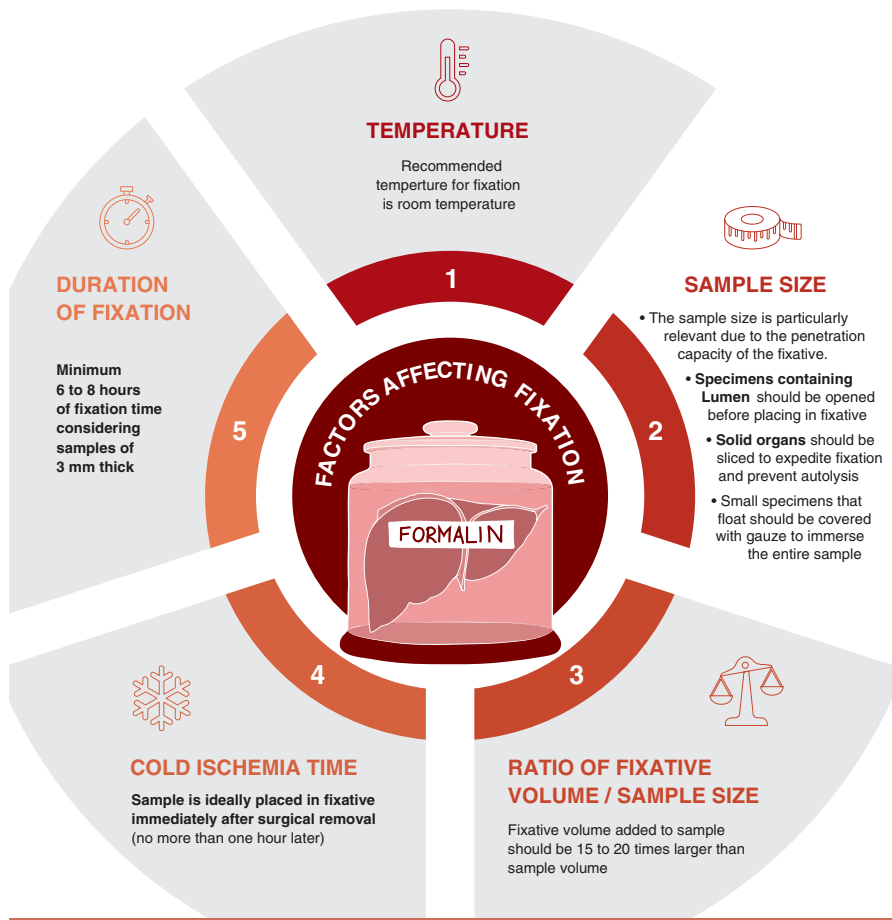 TEMPERATURE
Recommended
temperture for fixation
is room temperature
1
SAMPLE SIZE
• The sample size is particularly
relevant due to the penetration
capacity of the fixative.
• Specimens containing
Lumen should be opened
before placing in fixative
• Solid organs should be
sliced to expedite fixation
and prevent autolysis
• Small specimens that
float should be covered
with gauze to immerse
the entire sample
2
RATIO OF FIXATIVE
VOLUME / SAMPLE SIZE
Fixative volume added to sample
should be 15 to 20 times larger than
sample volume
3
COLD ISCHEMIA TIME
Sample is ideally placed in fixative
immediately after surgical removal
(no more than one hour later)
4
DURATION
OF FIXATION
Minimum
6 to 8 hours
of fixation time
considering
samples of
3 mm thick
5
FACTORS AFFECTING FIXATION
FORMALIN